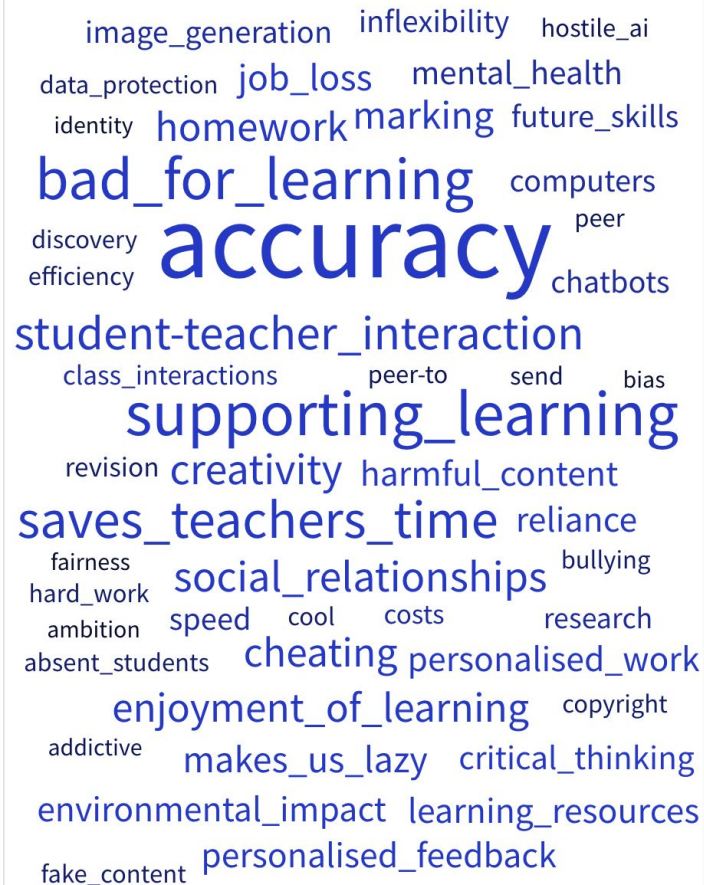 image_generation inflexibility hostile_ai
data_protection job_loss mental_health
identity homework marking future_skills
bad_for_learning computers
discovery accuracy peer
efficiency chatbots
student-teacher_interaction
class_interactions peer-to send bias
supporting_learning
revision creativity harmful_content
saves_teachers_time reliance
fairness social_relationships bullying
hard_work
ambition speed cool costs research
absent_students cheating personalised_work
enjoyment_of_learning copyright
addictive makes_us_lazy critical_thinking
environmental_impact learning_resources
fake_content personalised_feedback